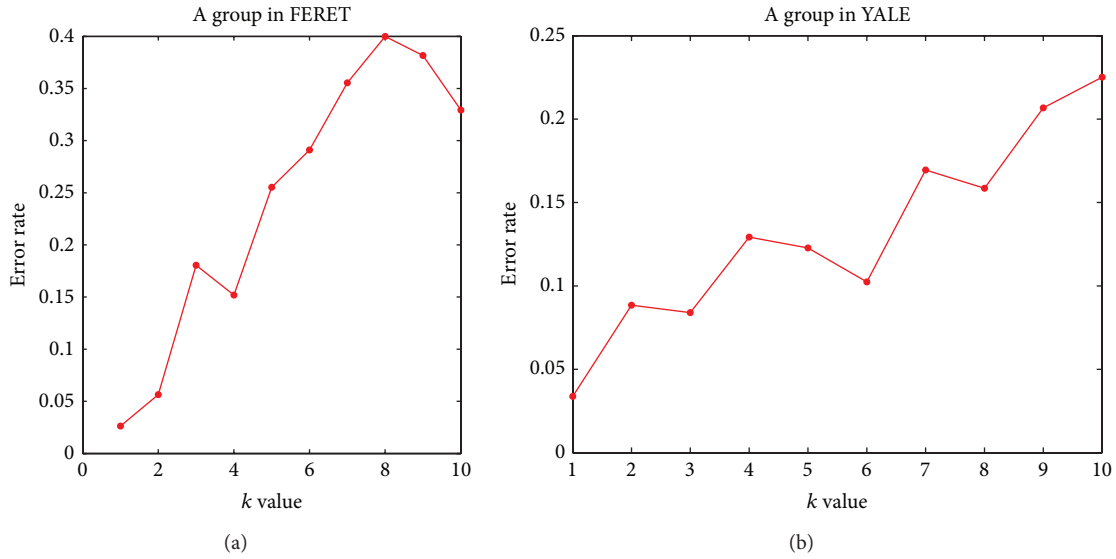 A group in FERET
0.4
0.35
0.3
0.25
0.2
0.15
0.1
0.05
0
Error rate
0 2 4 6 8 10
k value
(a)
A group in YALE
0.25
0.2
0.15
0.1
0.05
0
Error rate
1 2 3 4 5 6 7 8 9 10
k value
(b)